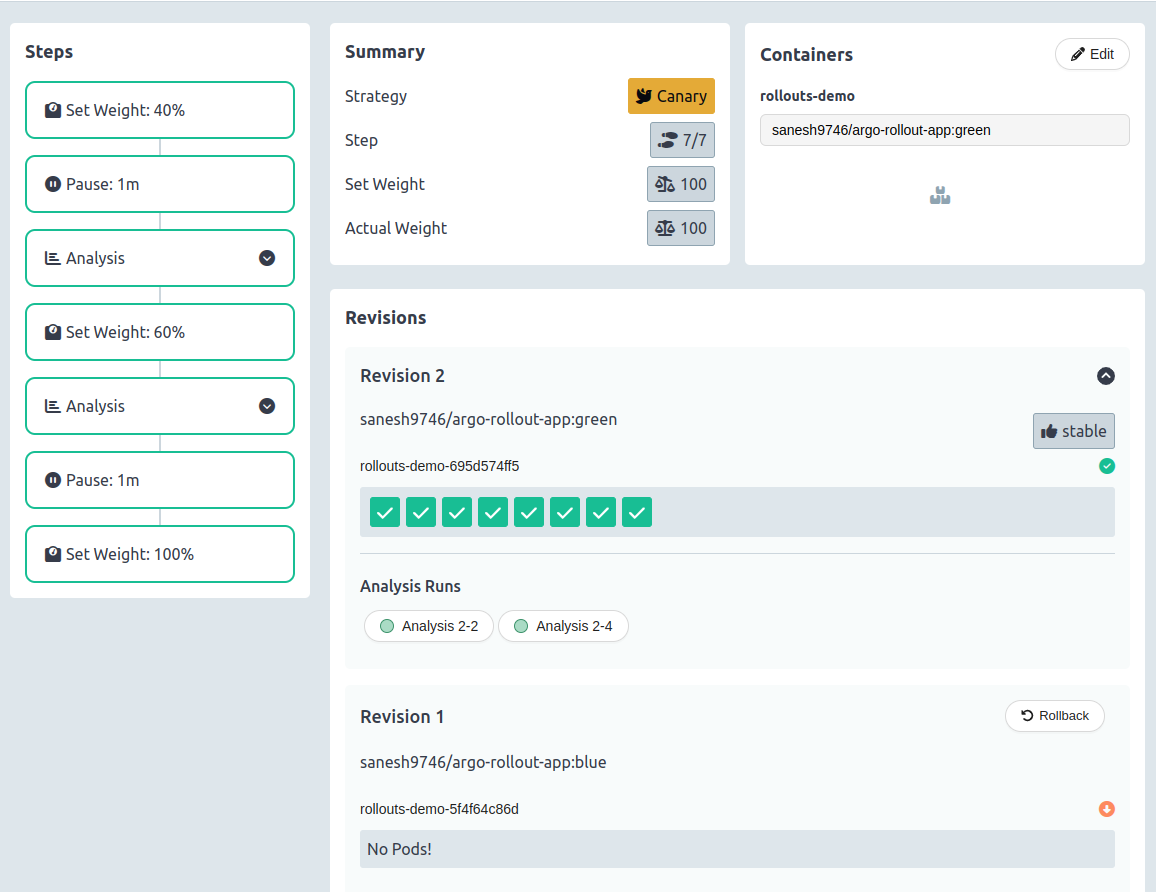 Steps
Set Weight: 40%
Pause: 1m
Analysis
Set Weight: 60%
Analysis
Pause: 1m
Set Weight: 100%
Summary
Strategy Canary
Step 7/7
Set Weight 100
Actual Weight 100
Containers Edit
rollouts-demo
sanesh9746/argo-rollout-app:green
Revisions
Revision 2
sanesh9746/argo-rollout-app:green
stable
rollouts-demo-695d574ff5
Analysis Runs
Analysis 2-2 Analysis 2-4
Revision 1 Rollback
sanesh9746/argo-rollout-app:blue
rollouts-demo-5f4f64c86d
No Pods!